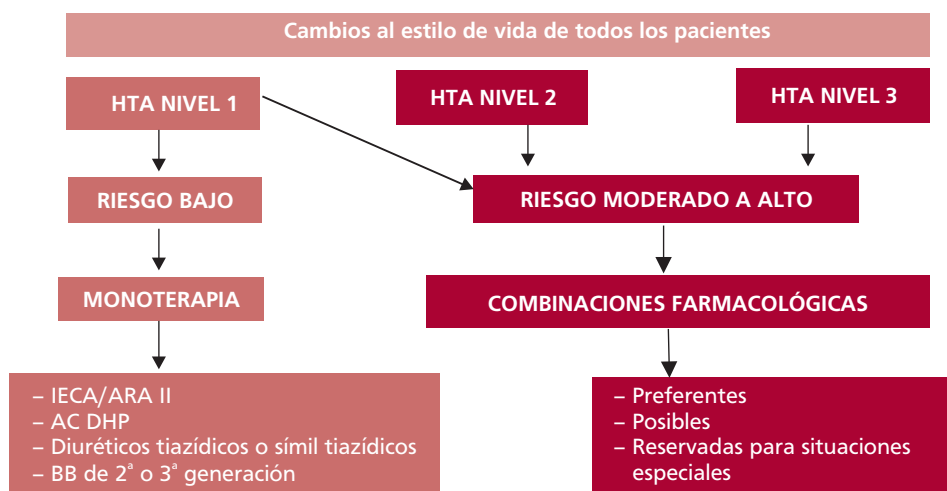 Cambios al estilo de vida de todos los pacientes
HTA NIVEL 1
HTA NIVEL 2
HTA NIVEL 3
RIESGO BAJO
RIESGO MODERADO A ALTO
MONOTERAPIA
COMBINACIONES FARMACOLÓGICAS
– IECA/ARA II
– AC DHP
– Diuréticos tiazídicos o símil tiazídicos
– BB de 2ª o 3ª generación
– Preferentes
– Posibles
– Reservadas para situaciones
especiales